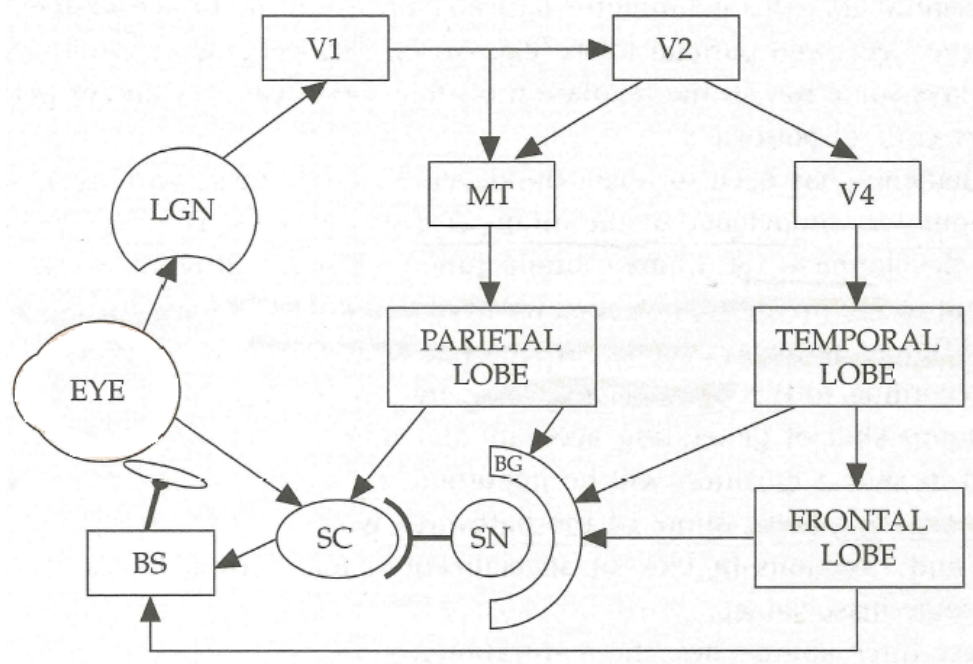 V1
V2
LGN
MT
V4
EYE
PARIETAL
LOBE
TEMPORAL
LOBE
BG
SC
SN
FRONTAL
LOBE
BS